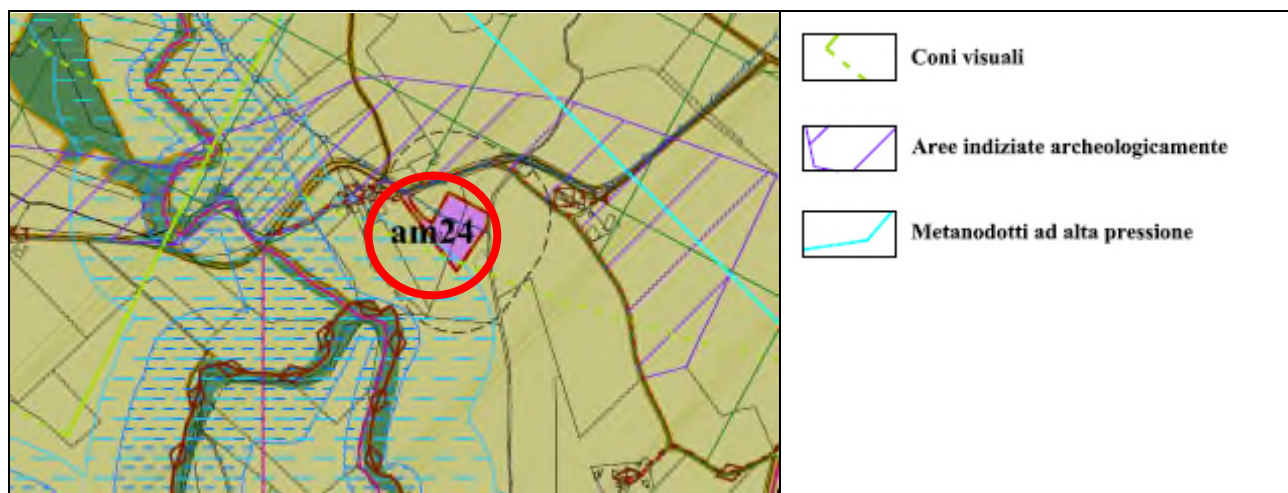 am24
Coni visuali
Aree indiziate archeologicamente
Metanodotti ad alta pressione